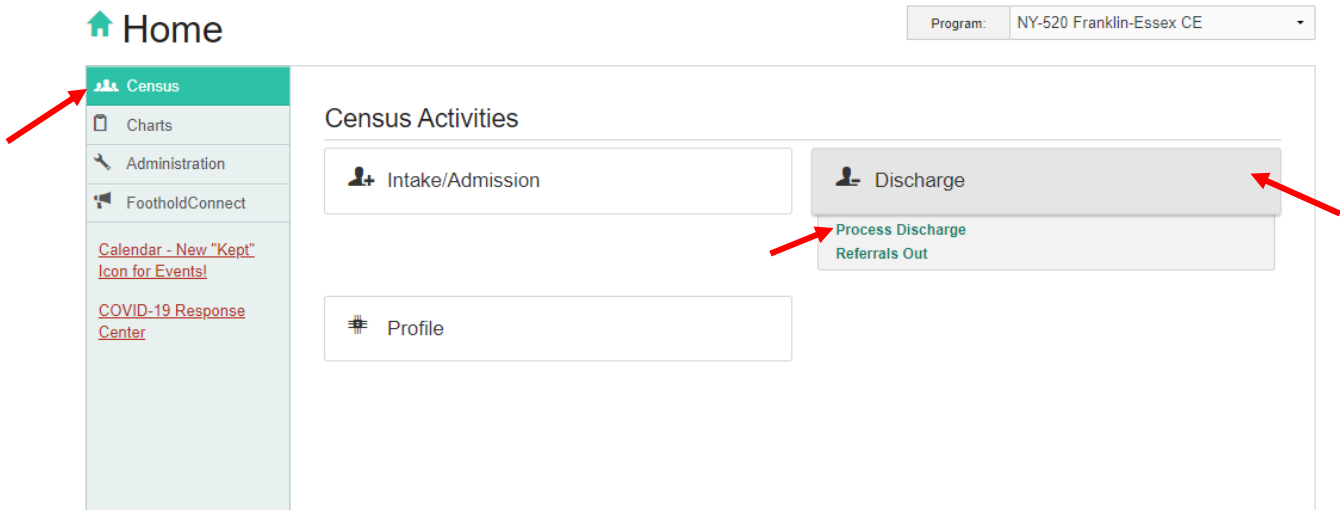 Home
Program:
NY-520 Franklin-Essex CE
Census
Charts
Administration
FootholdConnect
Calendar - New "Kept"
Icon for Events!
COVID-19 Response
Center
Census Activities
Intake/Admission
Discharge
Process Discharge
Referrals Out
Profile